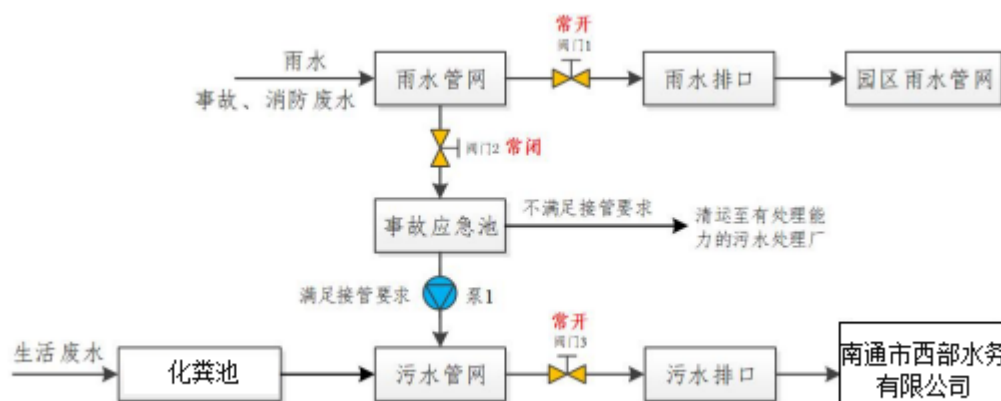 常开
阀门1
雨水
事故、消防废水
雨水管网
雨水排口
园区雨水管网
阀门2 常闭
事故应急池
不满足接管要求
清运至有处理能
力的污水处理厂
满足接管要求
泵1
常开
阀门3
生活废水
化粪池
污水管网
污水排口
南通市西部水务
有限公司